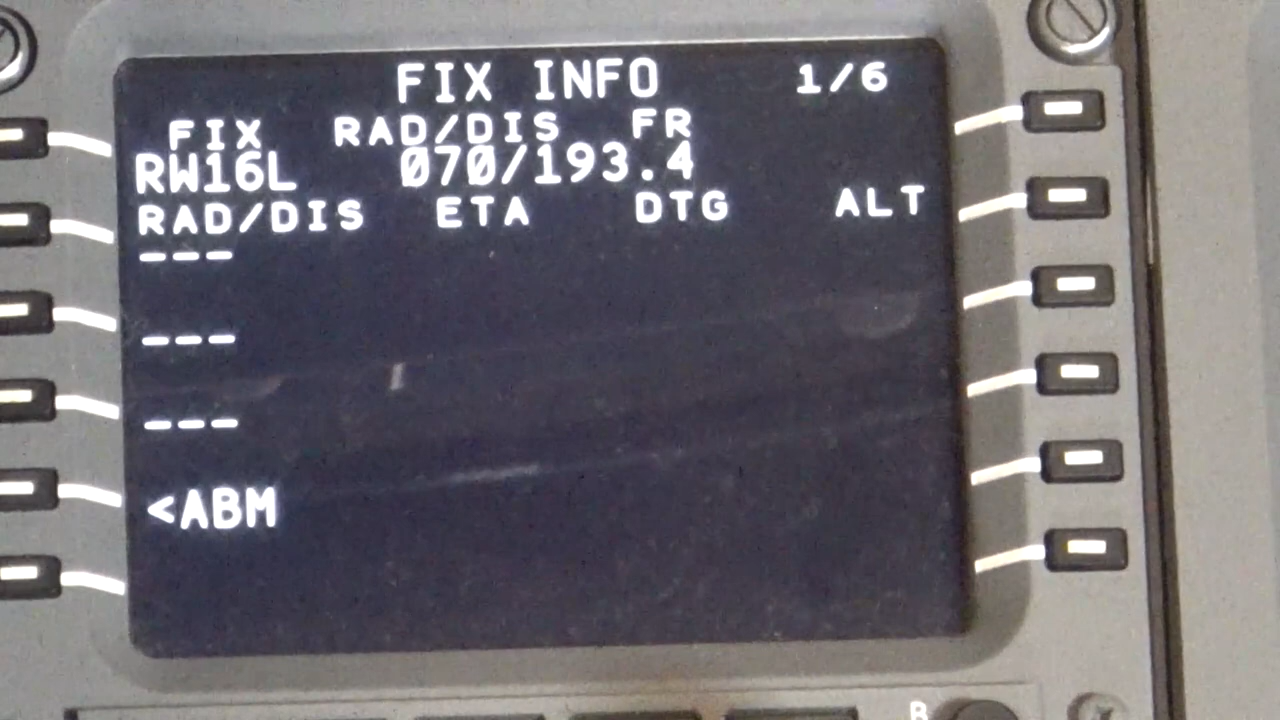 FIX INFO 1/6
FIX RAD/DIS FR
RW16L 070/193.4
RAD/DIS ETA DTG ALT
---
---
---
<ABM
B